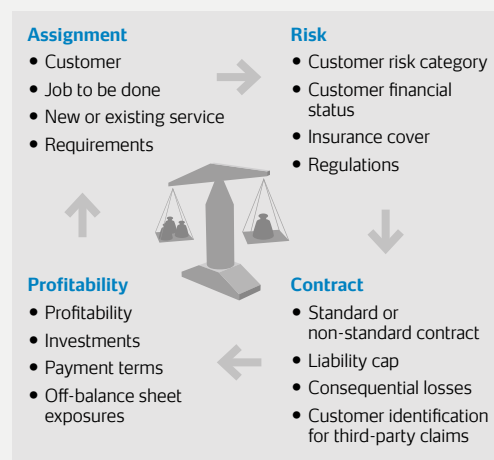 Assignment
• Customer
• Job to be done
• New or existing service
• Requirements
Risk
• Customer risk category
• Customer financial
status
• Insurance cover
• Regulations
Profitability
• Profitability
• Investments
• Payment terms
• Off-balance sheet
exposures
Contract
• Standard or
non-standard contract
• Liability cap
• Consequential losses
• Customer identification
for third-party claims